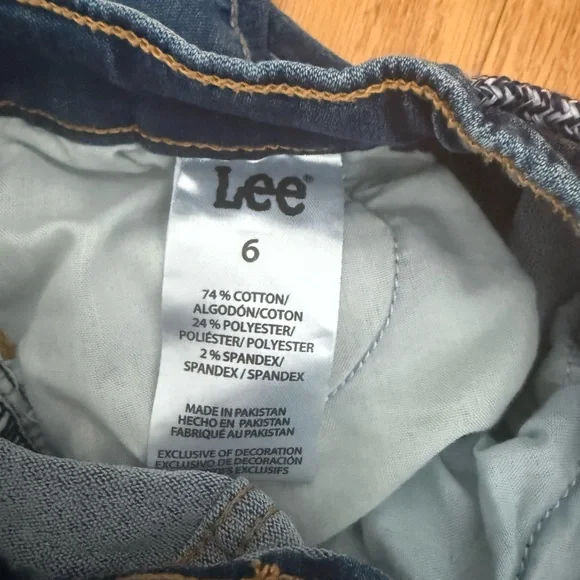 Lee®
6
74 % COTTON/
ALGODÓN/COTON
24 % POLYESTER/
POLIÉSTER/ POLYESTER
2 % SPANDEX/
SPANDEX / SPANDEX
MADE IN PAKISTAN
HECHO EN PAKISTAN
FABRIQUÉ AU PAKISTAN
EXCLUSIVE OF DECORATION
EXCLUSIVO DE DECORACIÓN
EXCLUSIFS